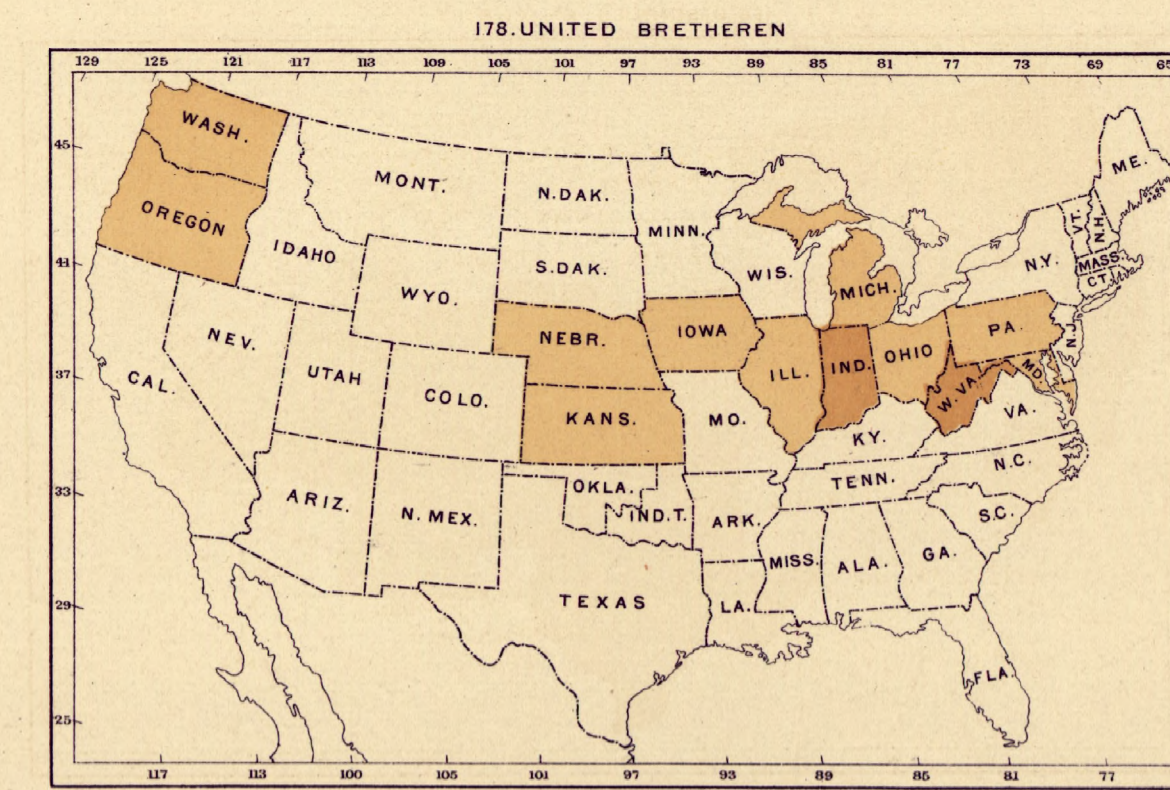 178. UNITED BRETHEREN
129 125 121 117 113 109 105 101 97 93 89 85 81 77 73 69 65
45
41
37
33
29
25
WASH.
OREGON
IDAHO
MONT.
N. DAK.
S. DAK.
MINN.
WIS.
MICH.
N.Y.
VT.
N.H.
ME.
MASS.
CT.
WYO.
NEBR.
IOWA
ILL.
IND.
OHIO
PA.
N.J.
MD.
NEV.
UTAH
COLO.
KANS.
MO.
KY.
W. VA.
VA.
CAL.
ARIZ.
N. MEX.
OKLA.
IND. T.
ARK.
TENN.
N.C.
S.C.
TEXAS
LA.
MISS.
ALA.
GA.
FLA.
117 113 100 105 101 97 93 89 85 81 77